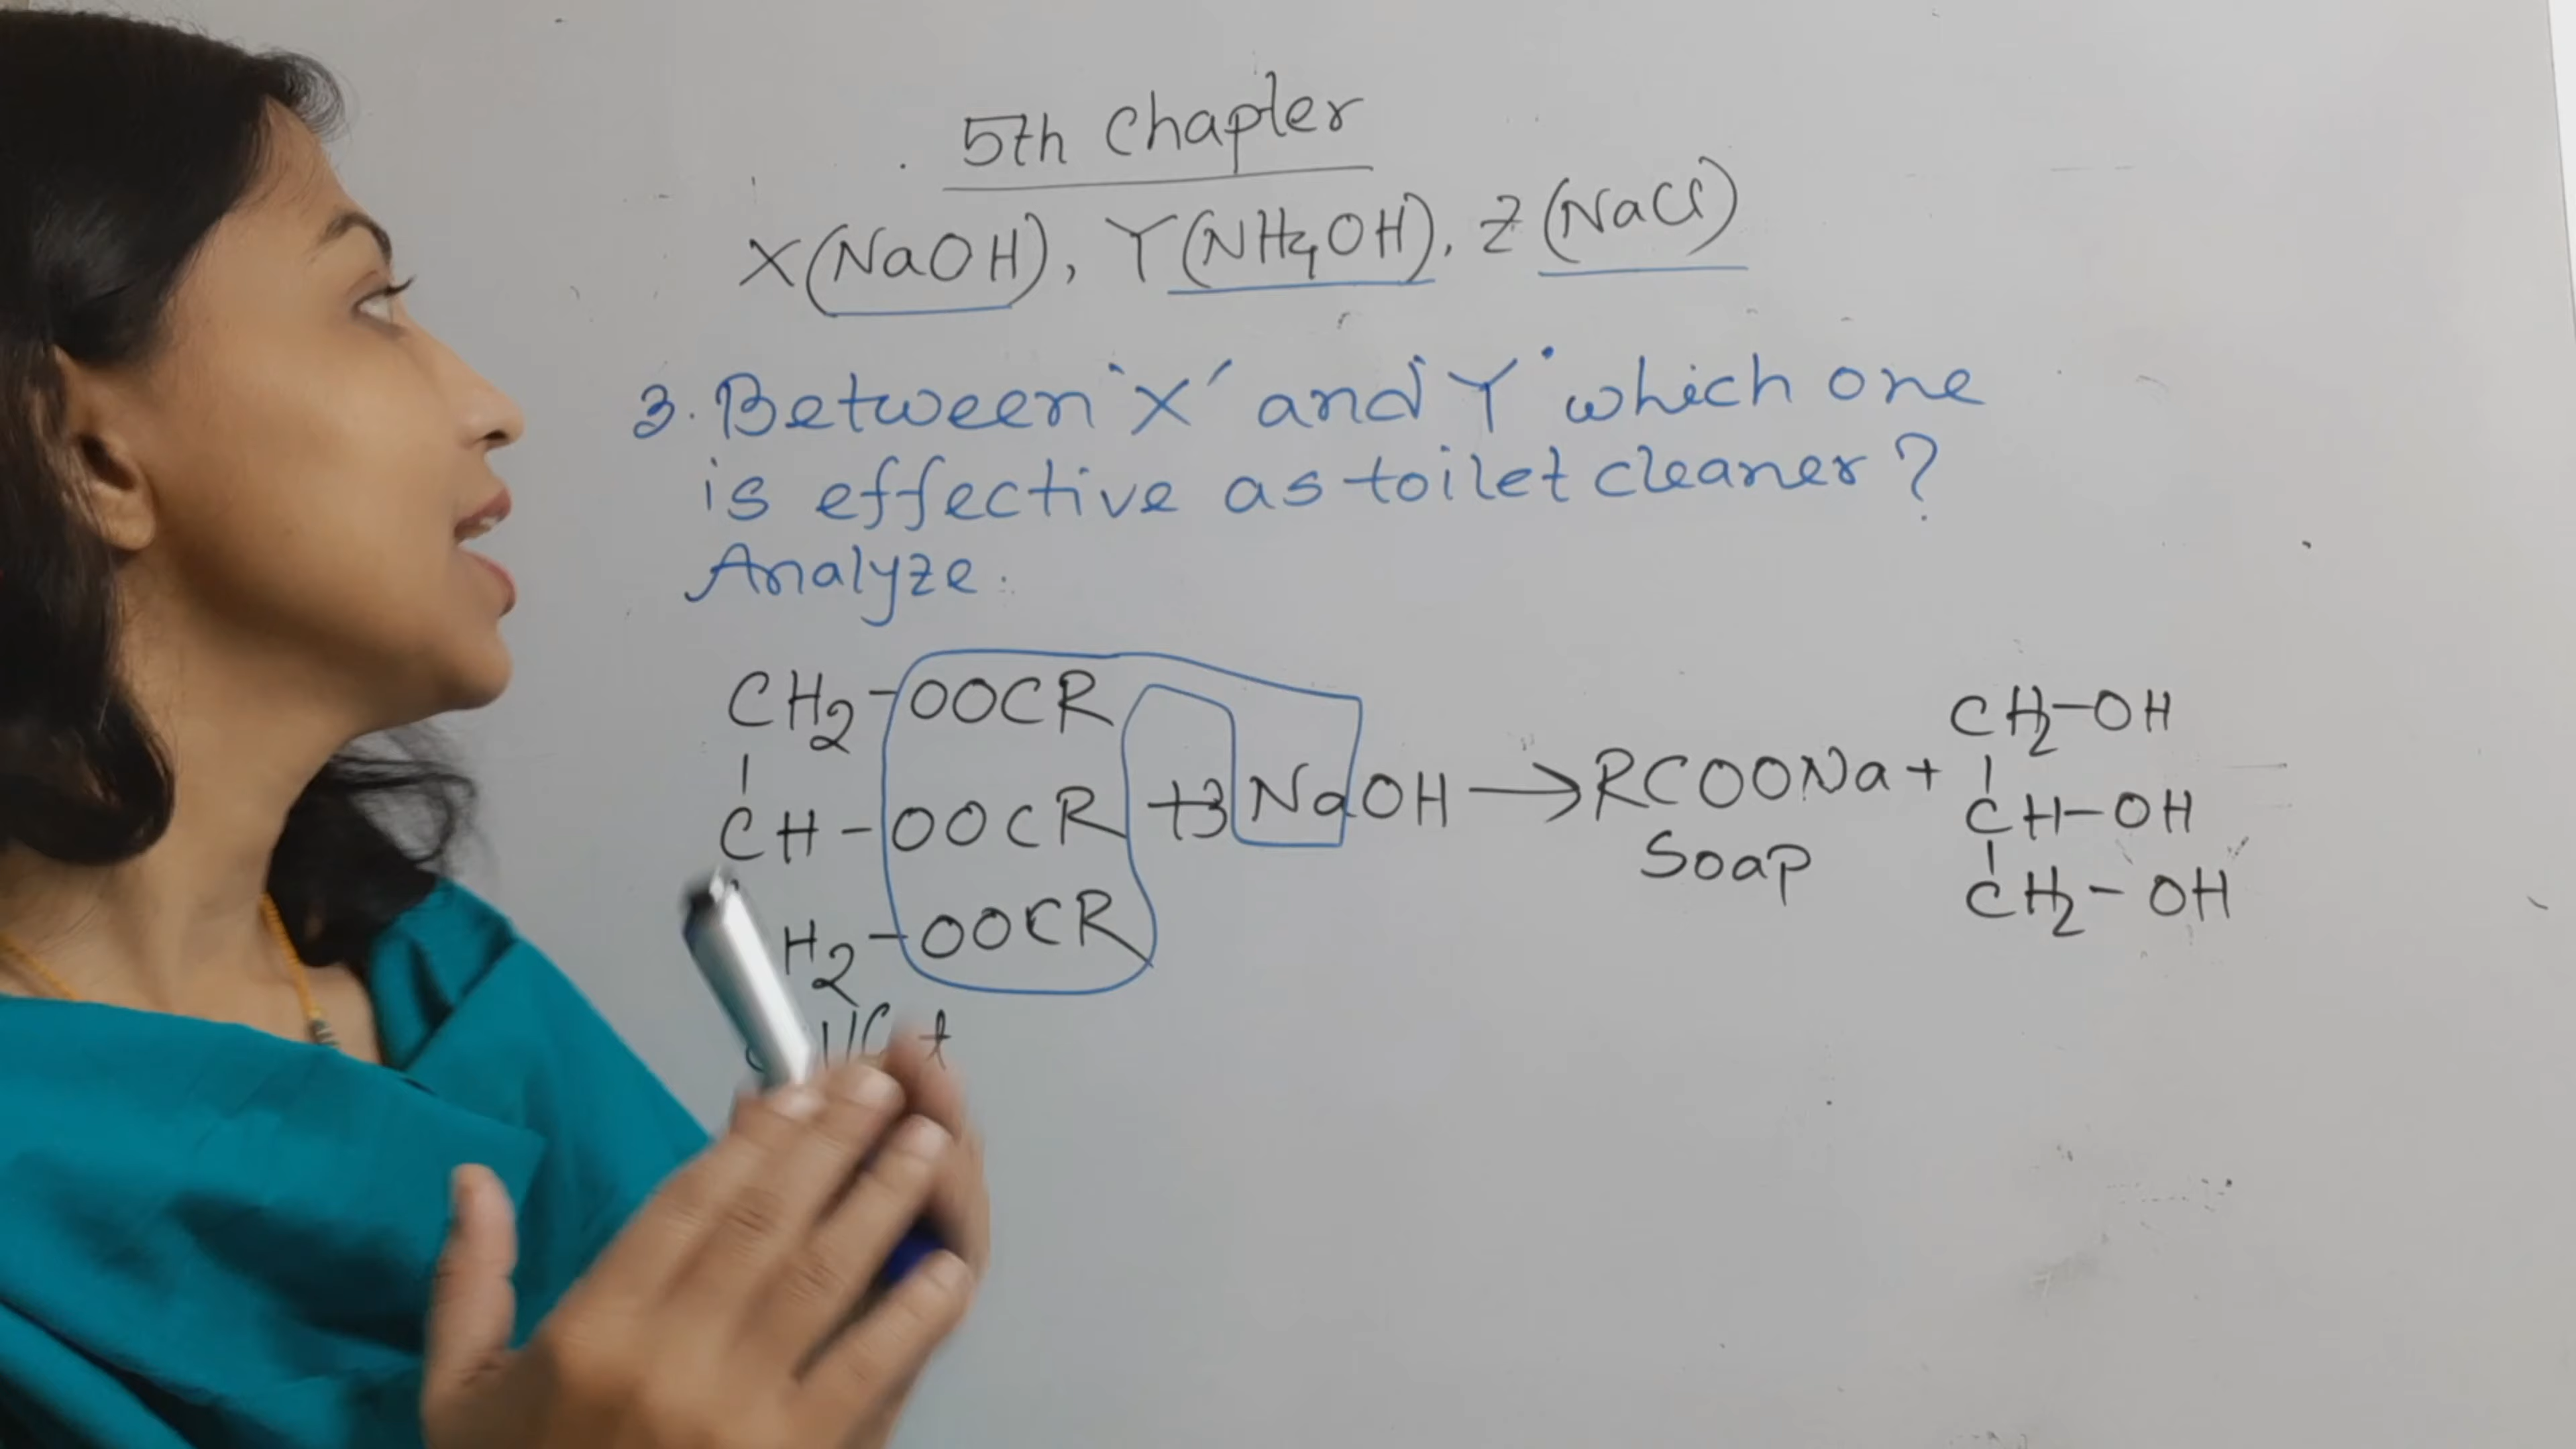 5th Chapter
X(NaOH), Y(NH4OH), Z(NaCl)
3. Between 'X' and 'Y' which one
is effective as toilet cleaner?
Analyze.
CH2-OOCR
CH-OOCR
H2-OOCR
+3 NaOH → RCOONa +
Soap
CH2-OH
CH-OH
CH2-OH